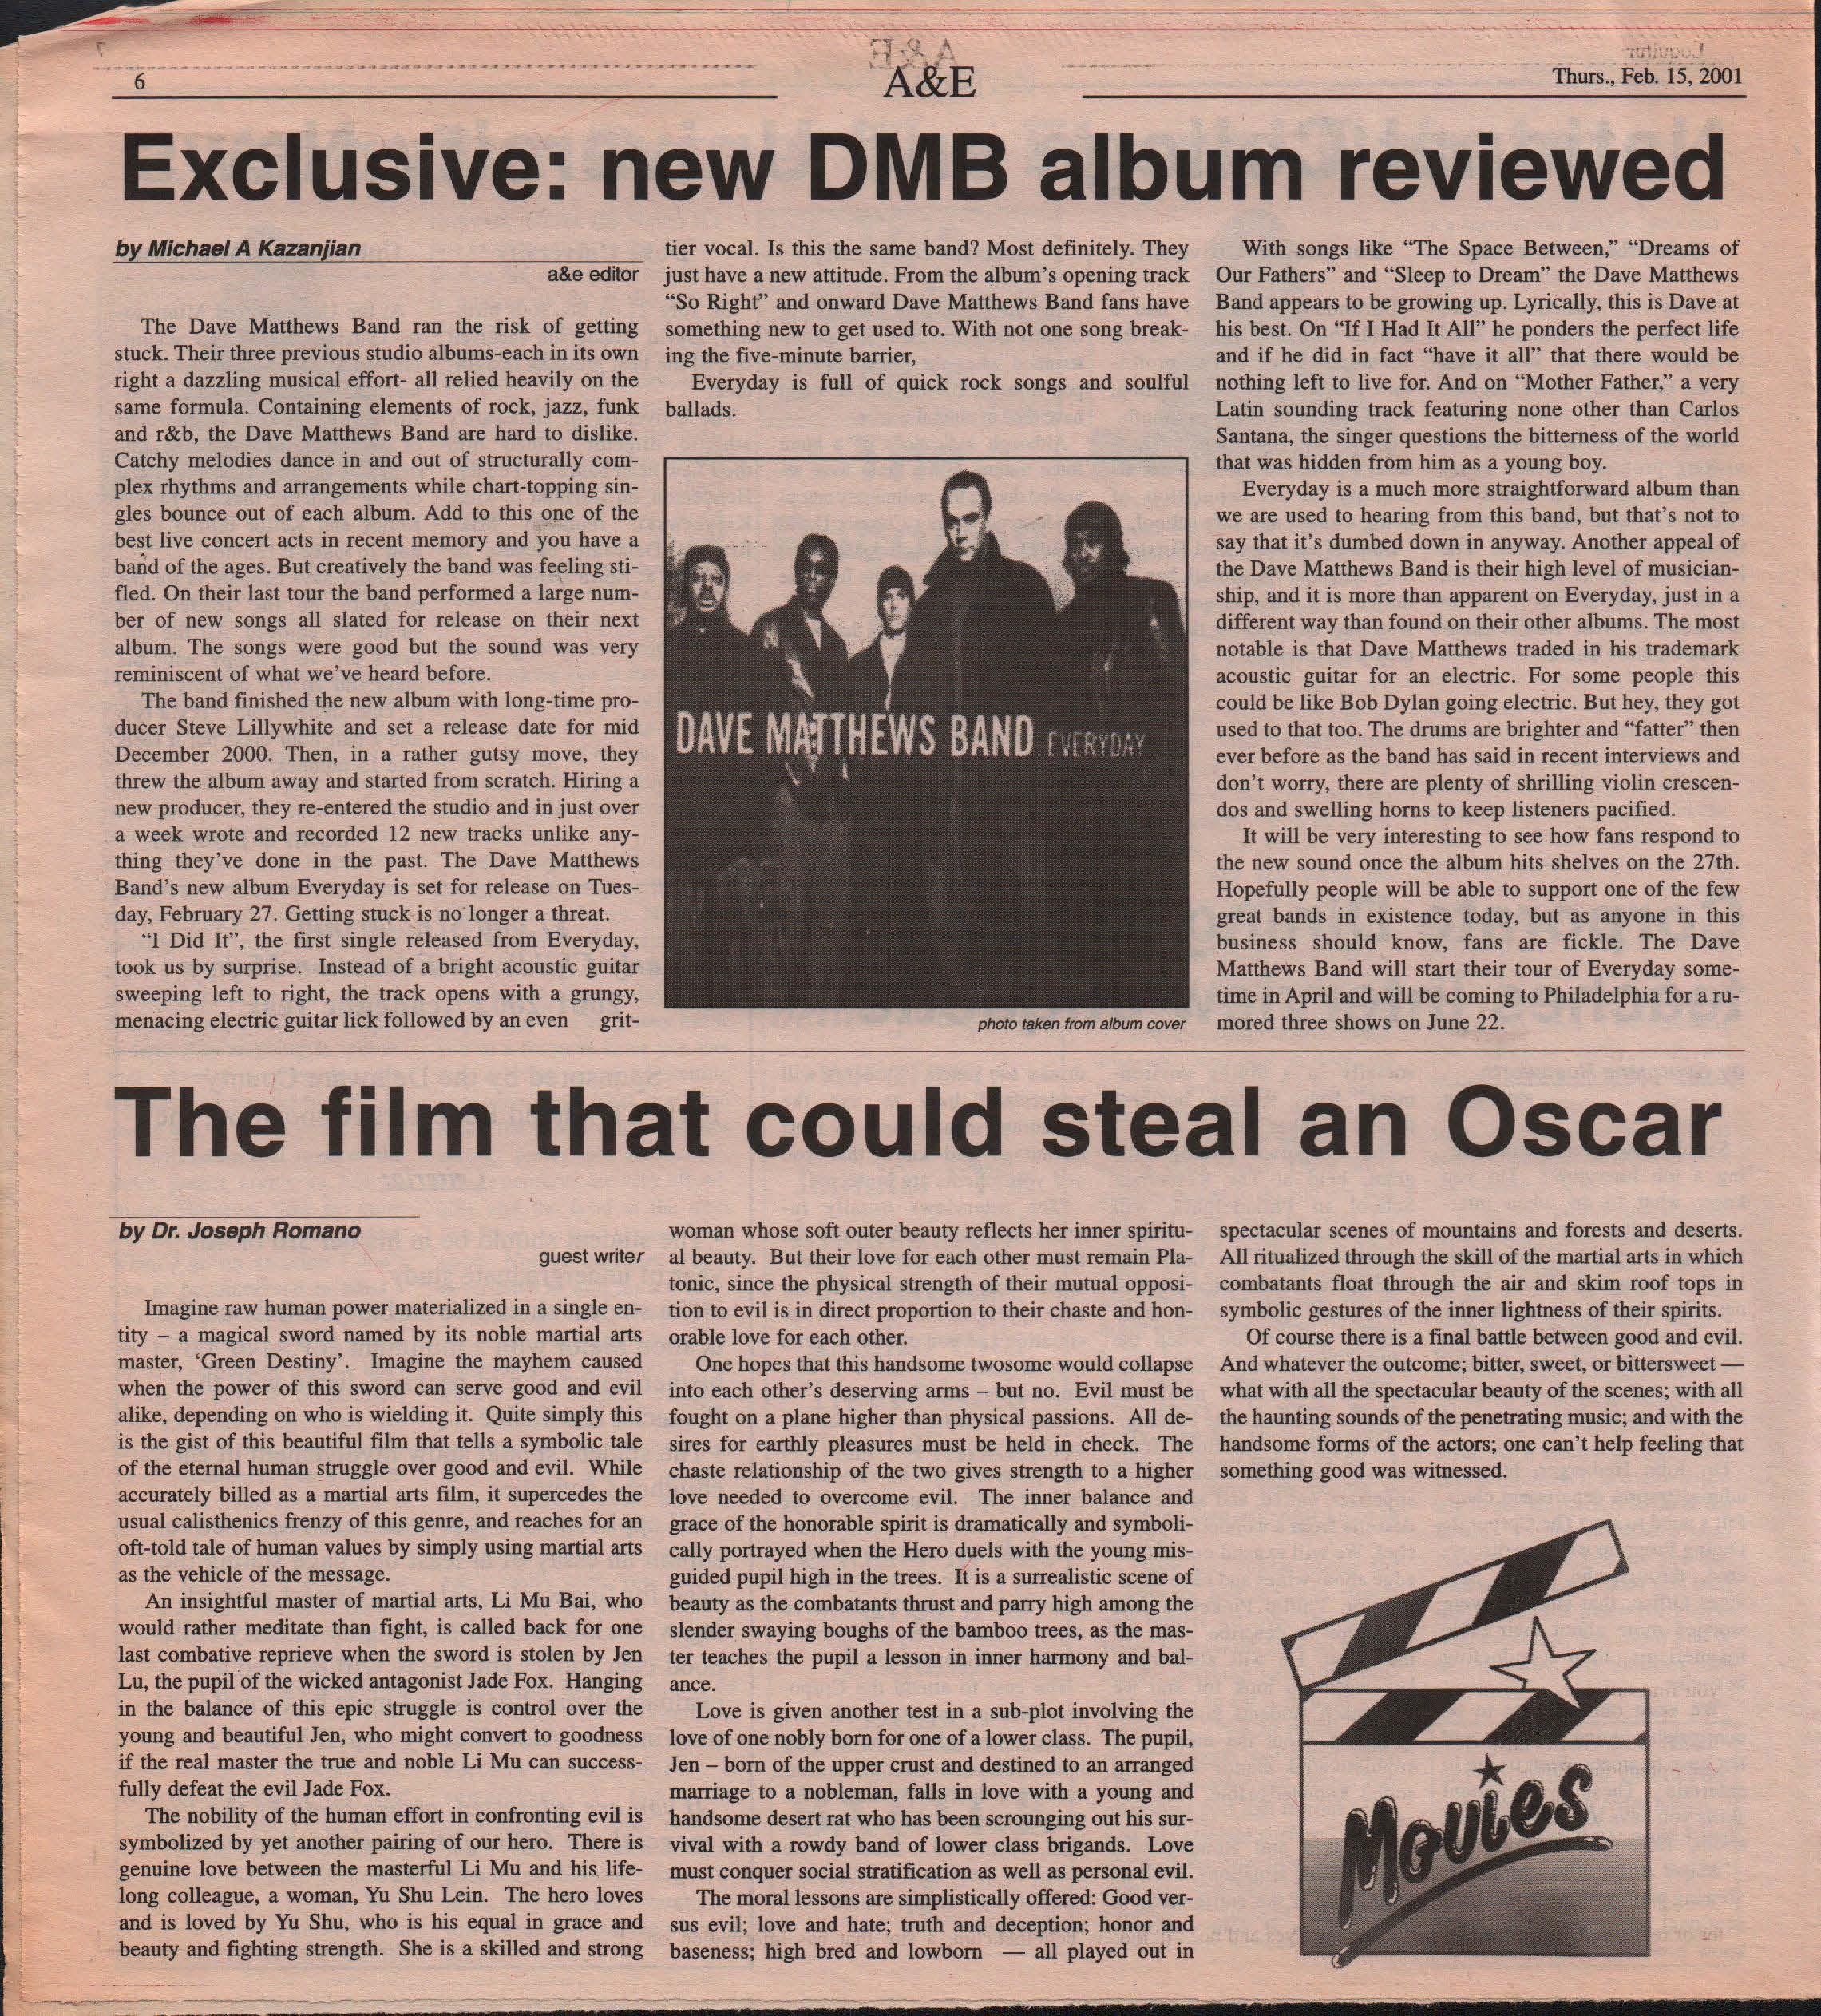 6
A&E
Thurs., Feb. 15, 2001
Exclusive: new DMB album reviewed
by Michael A Kazanjian
a&e editor
The Dave Matthews Band ran the risk of getting
stuck. Their three previous studio albums-each in its own
right a dazzling musical effort- all relied heavily on the
same formula. Containing elements of rock, jazz, funk
and r&b, the Dave Matthews Band are hard to dislike.
Catchy melodies dance in and out of structurally com-
plex rhythms and arrangements while chart-topping sin-
gles bounce out of each album. Add to this one of the
best live concert acts in recent memory and you have a
band of the ages. But creatively the band was feeling sti-
fled. On their last tour the band performed a large num-
ber of new songs all slated for release on their next
album. The songs were good but the sound was very
reminiscent of what we've heard before.
The band finished the new album with long-time pro-
ducer Steve Lillywhite and set a release date for mid
December 2000. Then, in a rather gutsy move, they
threw the album away and started from scratch. Hiring a
new producer, they re-entered the studio and in just over
a week wrote and recorded 12 new tracks unlike any-
thing they've done in the past. The Dave Matthews
Band's new album Everyday is set for release on Tues-
day, February 27. Getting stuck is no longer a threat.
"I Did It", the first single released from Everyday,
took us by surprise. Instead of a bright acoustic guitar
sweeping left to right, the track opens with a grungy,
menacing electric guitar lick followed by an even grit-
tier vocal. Is this the same band? Most definitely. They
just have a new attitude. From the album's opening track
"So Right" and onward Dave Matthews Band fans have
something new to get used to. With not one song break-
ing the five-minute barrier,
Everyday is full of quick rock songs and soulful
ballads.
DAVE MATTHEWS BAND EVERYDAY
photo taken from album cover
With songs like "The Space Between," "Dreams of
Our Fathers" and "Sleep to Dream" the Dave Matthews
Band appears to be growing up. Lyrically, this is Dave at
his best. On "If I Had It All" he ponders the perfect life
and if he did in fact "have it all" that there would be
nothing left to live for. And on "Mother Father," a very
Latin sounding track featuring none other than Carlos
Santana, the singer questions the bitterness of the world
that was hidden from him as a young boy.
Everyday is a much more straightforward album than
we are used to hearing from this band, but that's not to
say that it's dumbed down in anyway. Another appeal of
the Dave Matthews Band is their high level of musician-
ship, and it is more than apparent on Everyday, just in a
different way than found on their other albums. The most
notable is that Dave Matthews traded in his trademark
acoustic guitar for an electric. For some people this
could be like Bob Dylan going electric. But hey, they got
used to that too. The drums are brighter and "fatter" then
ever before as the band has said in recent interviews and
don't worry, there are plenty of shrilling violin crescen-
dos and swelling horns to keep listeners pacified.
It will be very interesting to see how fans respond to
the new sound once the album hits shelves on the 27th.
Hopefully people will be able to support one of the few
great bands in existence today, but as anyone in this
business should know, fans are fickle. The Dave
Matthews Band will start their tour of Everyday some-
time in April and will be coming to Philadelphia for a ru-
mored three shows on June 22.
The film that could steal an Oscar
by Dr. Joseph Romano
guest writer
Imagine raw human power materialized in a single en-
tity – a magical sword named by its noble martial arts
master, 'Green Destiny'. Imagine the mayhem caused
when the power of this sword can serve good and evil
alike, depending on who is wielding it. Quite simply this
is the gist of this beautiful film that tells a symbolic tale
of the eternal human struggle over good and evil. While
accurately billed as a martial arts film, it supercedes the
usual calisthenics frenzy of this genre, and reaches for an
oft-told tale of human values by simply using martial arts
as the vehicle of the message.
An insightful master of martial arts, Li Mu Bai, who
would rather meditate than fight, is called back for one
last combative reprieve when the sword is stolen by Jen
Lu, the pupil of the wicked antagonist Jade Fox. Hanging
in the balance of this epic struggle is control over the
young and beautiful Jen, who might convert to goodness
if the real master the true and noble Li Mu can success-
fully defeat the evil Jade Fox.
The nobility of the human effort in confronting evil is
symbolized by yet another pairing of our hero. There is
genuine love between the masterful Li Mu and his life-
long colleague, a woman, Yu Shu Lein. The hero loves
and is loved by Yu Shu, who is his equal in grace and
beauty and fighting strength. She is a skilled and strong
woman whose soft outer beauty reflects her inner spiritu-
al beauty. But their love for each other must remain Pla-
tonic, since the physical strength of their mutual opposi-
tion to evil is in direct proportion to their chaste and hon-
orable love for each other.
One hopes that this handsome twosome would collapse
into each other's deserving arms – but no. Evil must be
fought on a plane higher than physical passions. All de-
sires for earthly pleasures must be held in check. The
chaste relationship of the two gives strength to a higher
love needed to overcome evil. The inner balance and
grace of the honorable spirit is dramatically and symboli-
cally portrayed when the Hero duels with the young mis-
guided pupil high in the trees. It is a surrealistic scene of
beauty as the combatants thrust and parry high among the
slender swaying boughs of the bamboo trees, as the mas-
ter teaches the pupil a lesson in inner harmony and bal-
ance.
Love is given another test in a sub-plot involving the
love of one nobly born for one of a lower class. The pupil,
Jen – born of the upper crust and destined to an arranged
marriage to a nobleman, falls in love with a young and
handsome desert rat who has been scrounging out his sur-
vival with a rowdy band of lower class brigands. Love
must conquer social stratification as well as personal evil.
The moral lessons are simplistically offered: Good ver-
sus evil; love and hate; truth and deception; honor and
baseness; high bred and lowborn — all played out in
spectacular scenes of mountains and forests and deserts.
All ritualized through the skill of the martial arts in which
combatants float through the air and skim roof tops in
symbolic gestures of the inner lightness of their spirits.
Of course there is a final battle between good and evil.
And whatever the outcome; bitter, sweet, or bittersweet —
what with all the spectacular beauty of the scenes; with all
the haunting sounds of the penetrating music; and with the
handsome forms of the actors; one can't help feeling that
something good was witnessed.
Movies